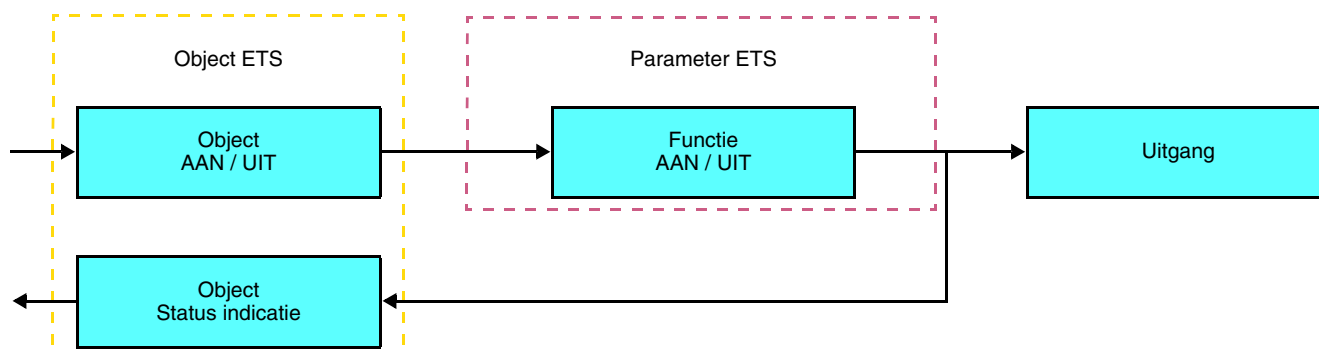 Object ETS
Parameter ETS
Object
AAN / UIT
Functie
AAN / UIT
Uitgang
Object
Status indicatie